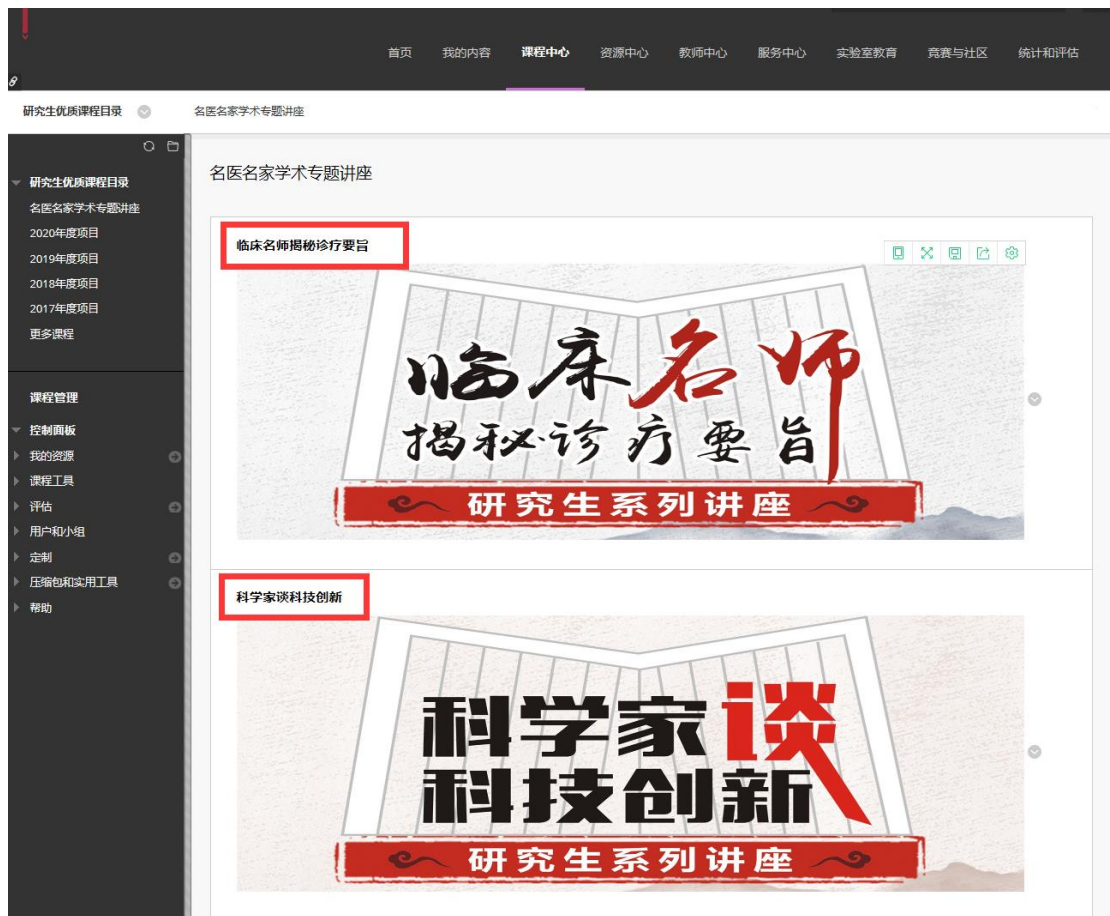 首页 我的内容 课程中心 资源中心 教师中心 服务中心 实验室教育 竞赛与社区 统计和评估
研究生优质课程目录 名医名家学术专题讲座
研究生优质课程目录
名医名家学术专题讲座
2020年度项目
2019年度项目
2018年度项目
2017年度项目
更多课程
课程管理
控制面板
我的资源
课程工具
评估
用户和小组
定制
压缩包和实用工具
帮助
名医名家学术专题讲座
临床名师揭秘诊疗要旨
临床名师
揭秘诊疗要旨
研究生系列讲座
科学家谈科技创新
科学家谈
科技创新
研究生系列讲座